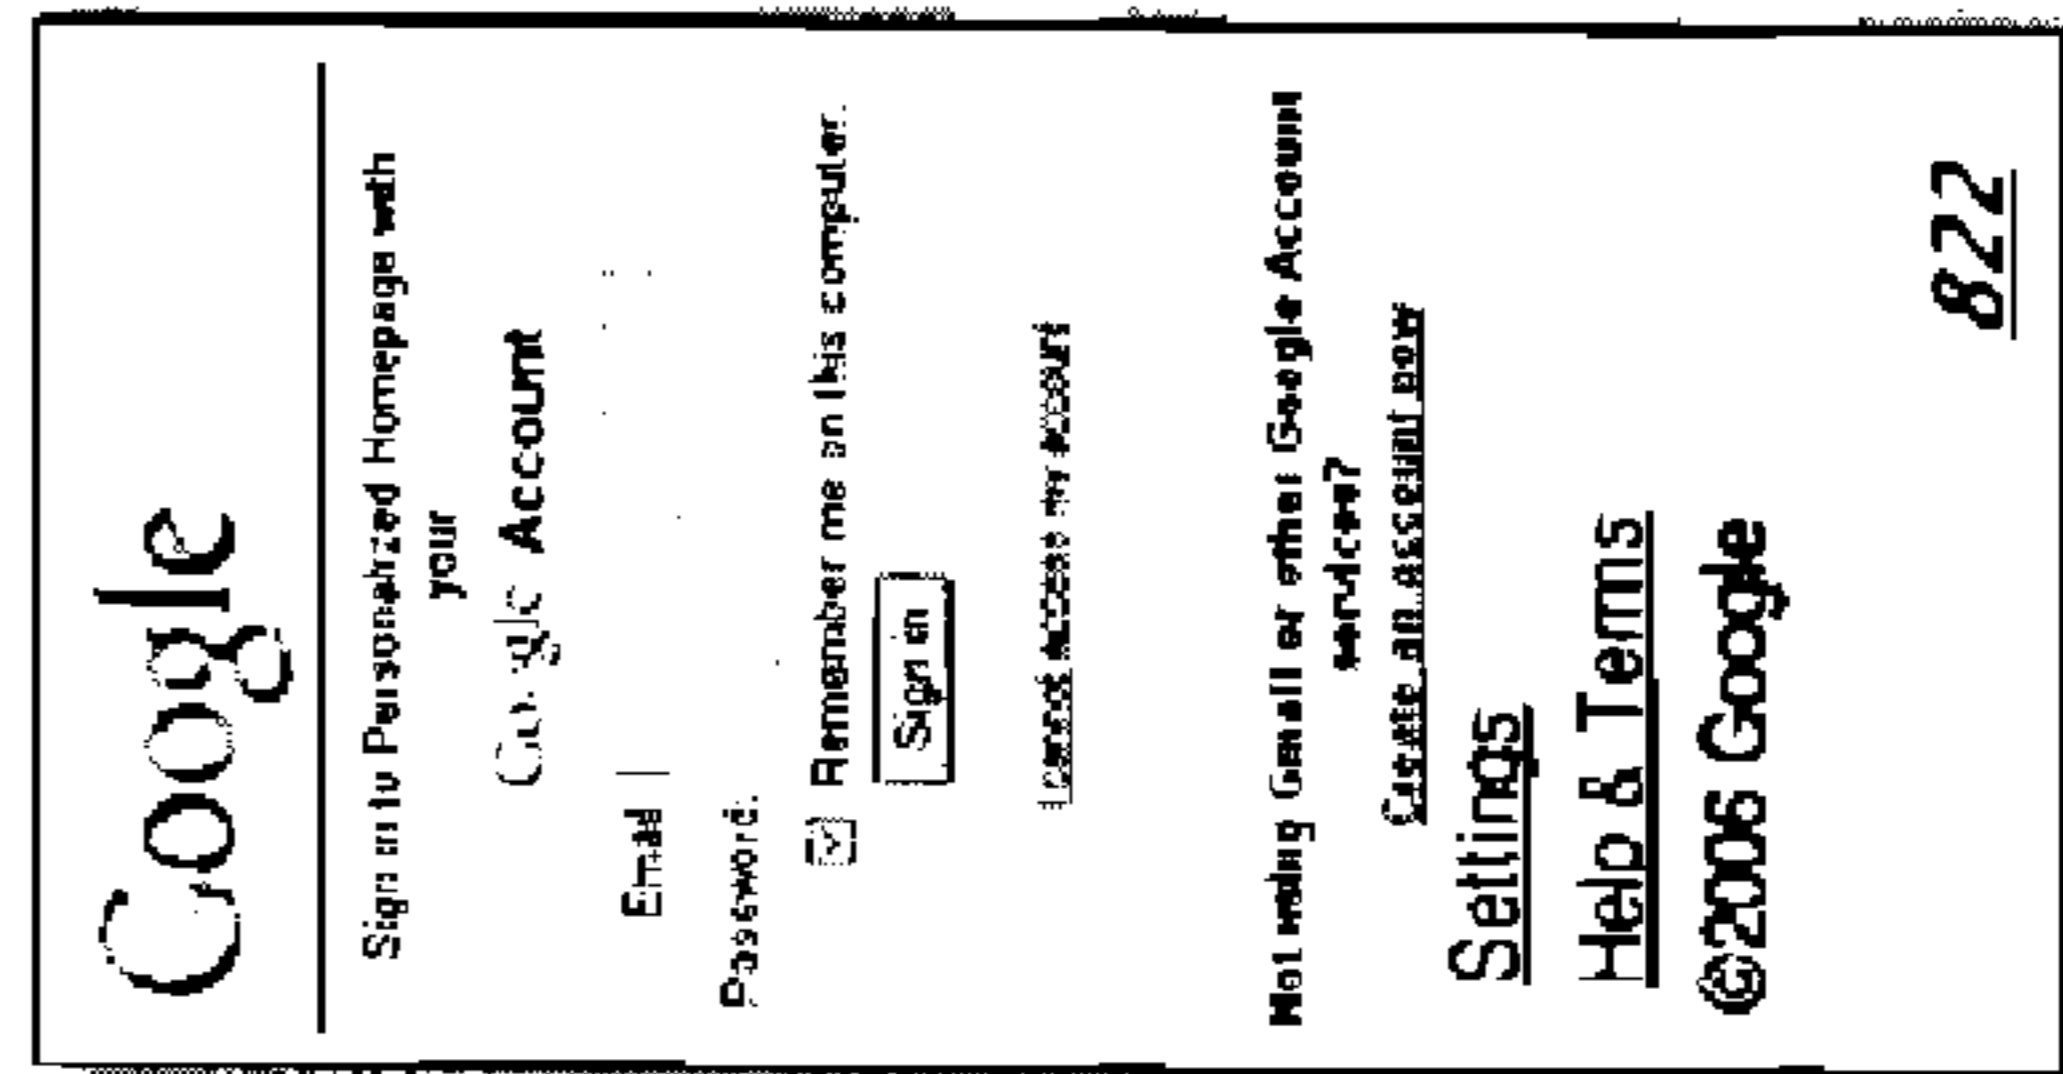 Google
Sign in to Personalized Homepage with
your
Google Account
Email
Password:
Remember me on this computer.
Sign in
I cannot access my account
Not using Gmail or other Google Account
services?
Create an account now
Settings
Help & Terms
©2006 Google
822